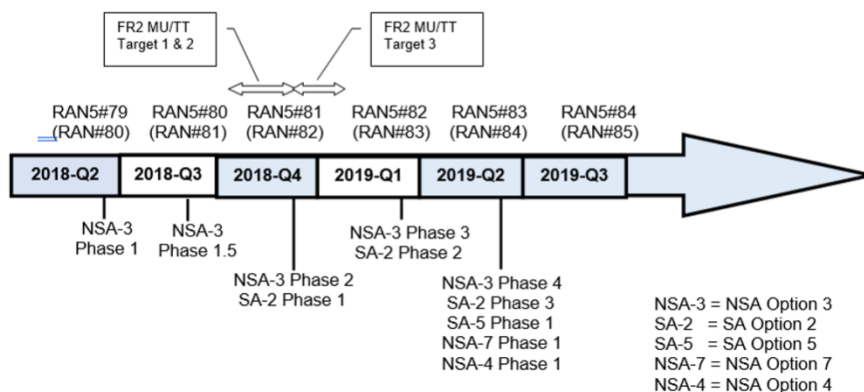 FR2 MU/TT
Target 1 & 2
FR2 MU/TT
Target 3
RAN5#79
(RAN#80)
RAN5#80
(RAN#81)
RAN5#81
(RAN#82)
RAN5#82
(RAN#83)
RAN5#83
(RAN#84)
RAN5#84
(RAN#85)
2018-Q2
2018-Q3
2018-Q4
2019-Q1
2019-Q2
2019-Q3
NSA-3
Phase 1
NSA-3
Phase 1.5
NSA-3 Phase 2
SA-2 Phase 1
NSA-3 Phase 3
SA-2 Phase 2
NSA-3 Phase 4
SA-2 Phase 3
SA-5 Phase 1
NSA-7 Phase 1
NSA-4 Phase 1
NSA-3 = NSA Option 3
SA-2 = SA Option 2
SA-5 = SA Option 5
NSA-7 = NSA Option 7
NSA-4 = NSA Option 4